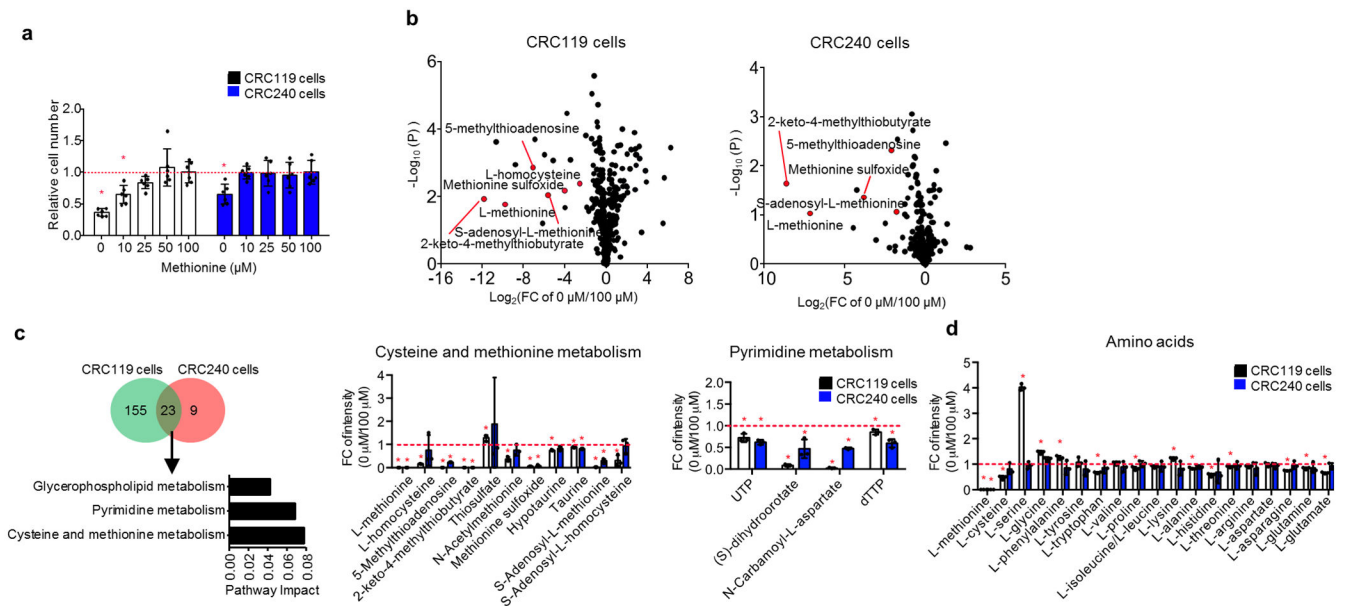 a
CRC119 cells
CRC240 cells
Relative cell number
2.0
1.5
1.0
0.5
0.0
0 10 25 50 100 0 10 25 50 100
Methionine (µM)
b
CRC119 cells
-Log10 (P) )
-6
4
2
0
-16 -12 -8 -4 0 4 8
Log2(FC of 0 µM/100 µM)
5-methylthioadenosine
L-homocysteine
Methionine sulfoxide
L-methionine
S-adenosyl-L-methionine
2-keto-4-methylthiobutyrate
CRC240 cells
-Log10 (P) )
4
3
2
1
0
10 5 0 5
Log2(FC of 0 µM/100 µM)
2-keto-4-methylthiobutyrate
5-methylthioadenosine
Methionine sulfoxide
S-adenosyl-L-methionine
L-methionine
c
CRC119 cells CRC240 cells
155 23 9
Glycerophospholipid metabolism
Pyrimidine metabolism
Cysteine and methionine metabolism
0.00 0.02 0.04 0.06 0.08
Pathway Impact
Cysteine and methionine metabolism
FC of intensity
(0 µM/100 µM)
4
2
1
0
L-methionine
L-homocysteine
5-Methylthioadenosine
2-keto-4-methylthiobutyrate
Thiosulfate
N-Acetylmethionine
Methionine sulfoxide
Hypotaurine
Taurine
S-Adenosyl-L-methionine
S-Adenosyl-L-homocysteine
Pyrimidine metabolism
CRC119 cells
CRC240 cells
FC of intensity
(0 µM/100 µM)
2.0
1.5
1.0
0.5
0.0
UTP
(S)-dihydroorotate
N-Carbamoyl-L-aspartate
dTTP
d
Amino acids
CRC119 cells
CRC240 cells
FC of intensity
(0 µM/100 µM)
5
4
3
2
1
0
L-methionine
L-cysteine
L-serine
L-glycine
L-phenylalanine
L-tyrosine
L-tryptophan
L-valine
L-proline
L-isoleucine/L-leucine
L-lysine
L-alanine
L-histidine
L-threonine
L-arginine
L-aspartate
L-asparagine
L-glutamine
L-glutamate